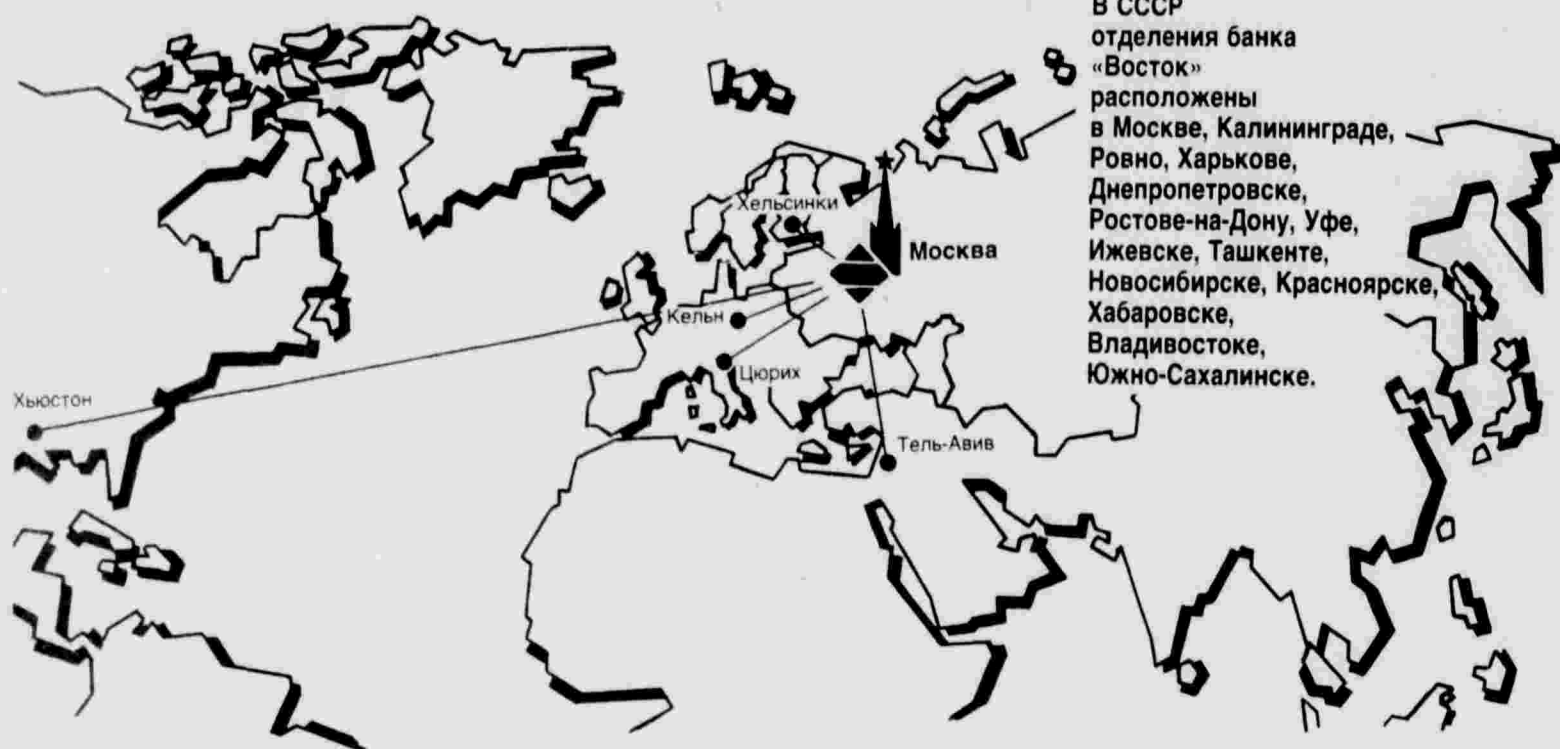 В СССР
отделения банка
«Восток»
расположены
в Москве, Калининграде,
Ровно, Харькове,
Днепропетровске,
Ростове-на-Дону, Уфе,
Ижевске, Ташкенте,
Новосибирске, Красноярске,
Хабаровске,
Владивостоке,
Южно-Сахалинске.
Хельсинки
Москва
Кельн
Цюрих
Хьюстон
Тель-Авив